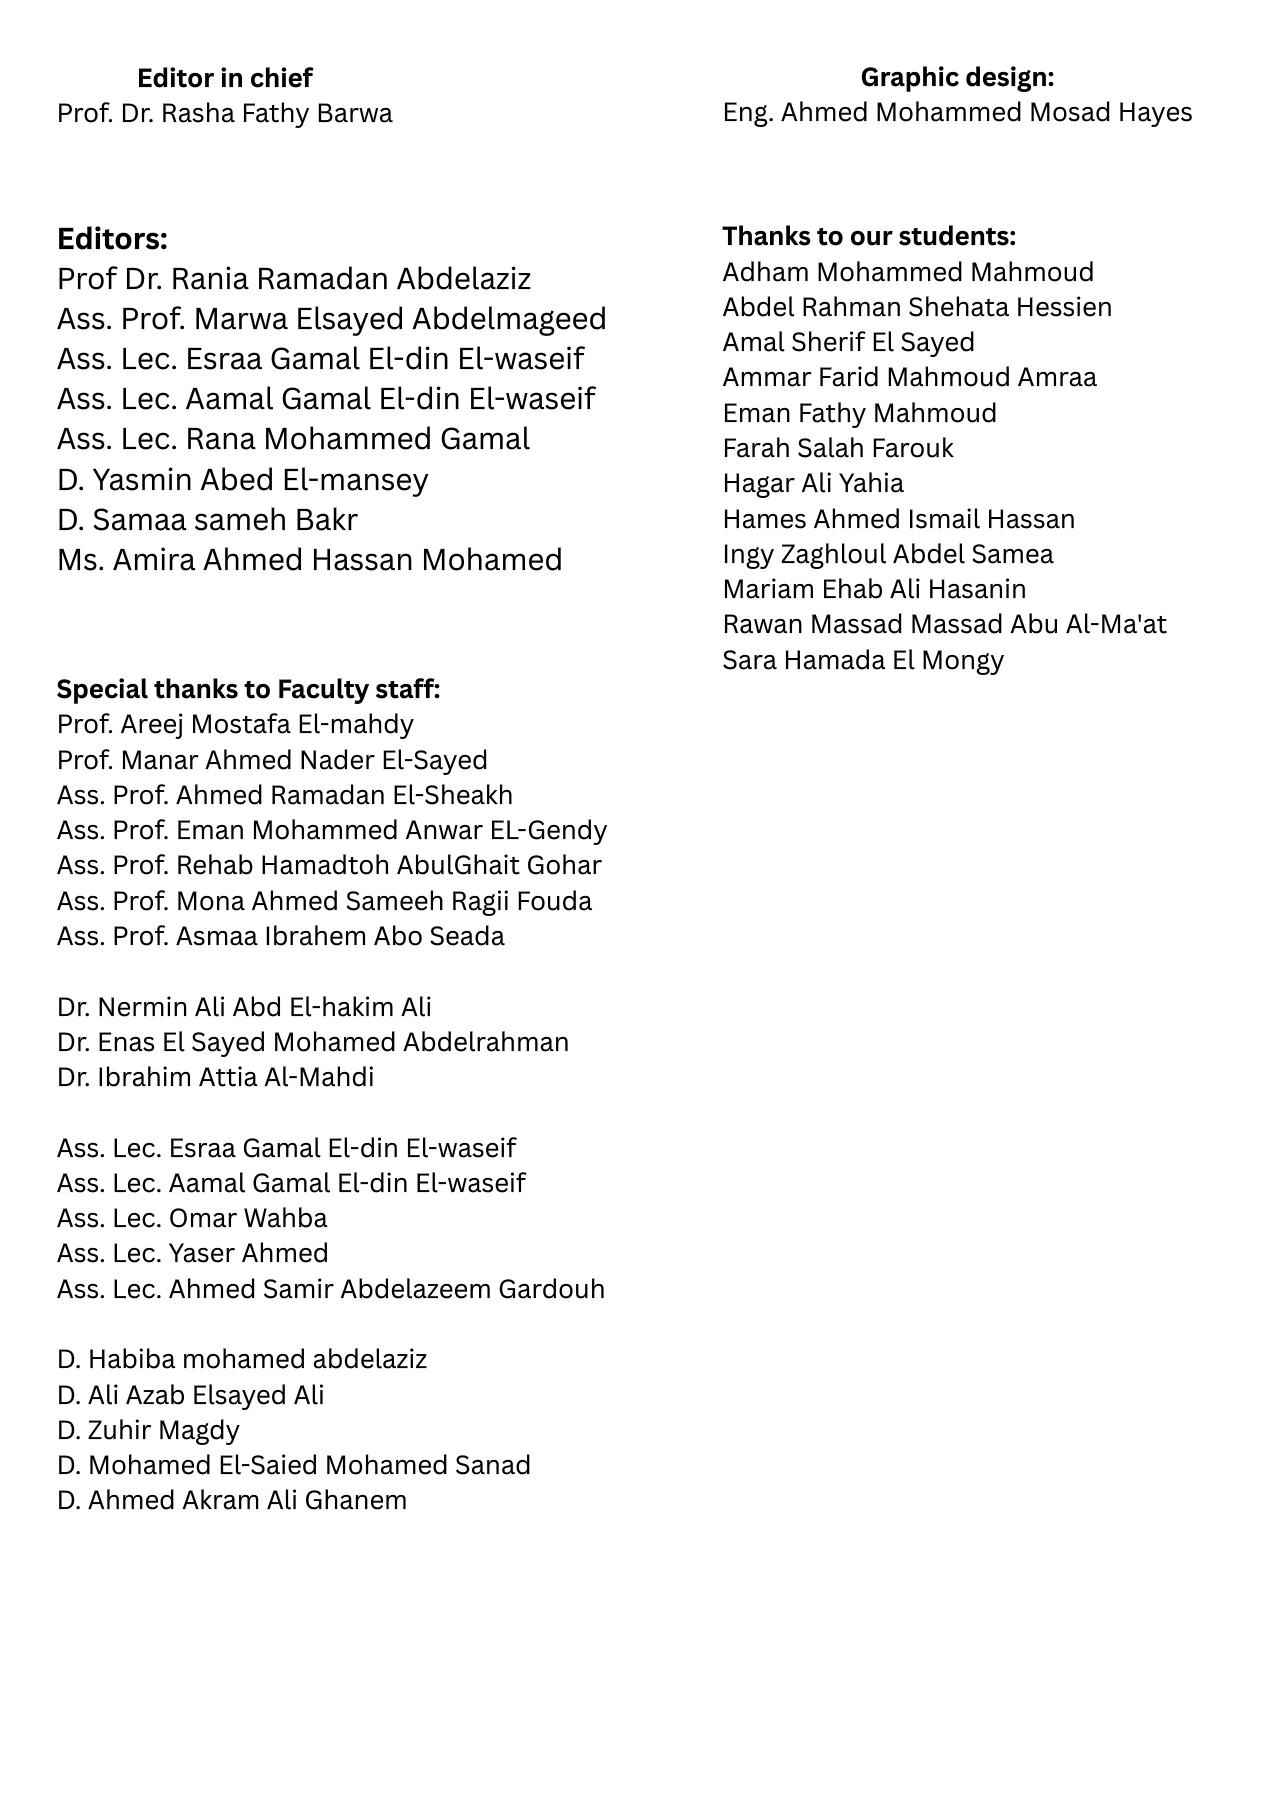 Editor in chief
Prof. Dr. Rasha Fathy Barwa
Editors:
Prof Dr. Rania Ramadan Abdelaziz
Ass. Prof. Marwa Elsayed Abdelmageed
Ass. Lec. Esraa Gamal El-din El-waseif
Ass. Lec. Aamal Gamal El-din El-waseif
Ass. Lec. Rana Mohammed Gamal
D. Yasmin Abed El-mansey
D. Samaa sameh Bakr
Ms. Amira Ahmed Hassan Mohamed
Special thanks to Faculty staff:
Prof. Areej Mostafa El-mahdy
Prof. Manar Ahmed Nader El-Sayed
Ass. Prof. Ahmed Ramadan El-Sheakh
Ass. Prof. Eman Mohammed Anwar EL-Gendy
Ass. Prof. Rehab Hamadtoh AbulGhait Gohar
Ass. Prof. Mona Ahmed Sameeh Ragii Fouda
Ass. Prof. Asmaa Ibrahem Abo Seada
Dr. Nermin Ali Abd El-hakim Ali
Dr. Enas El Sayed Mohamed Abdelrahman
Dr. Ibrahim Attia Al-Mahdi
Ass. Lec. Esraa Gamal El-din El-waseif
Ass. Lec. Aamal Gamal El-din El-waseif
Ass. Lec. Omar Wahba
Ass. Lec. Yaser Ahmed
Ass. Lec. Ahmed Samir Abdelazeem Gardouh
D. Habiba mohamed abdelaziz
D. Ali Azab Elsayed Ali
D. Zuhir Magdy
D. Mohamed El-Saied Mohamed Sanad
D. Ahmed Akram Ali Ghanem
Graphic design:
Eng. Ahmed Mohammed Mosad Hayes
Thanks to our students:
Adham Mohammed Mahmoud
Abdel Rahman Shehata Hessien
Amal Sherif El Sayed
Ammar Farid Mahmoud Amraa
Eman Fathy Mahmoud
Farah Salah Farouk
Hagar Ali Yahia
Hames Ahmed Ismail Hassan
Ingy Zaghloul Abdel Samea
Mariam Ehab Ali Hasanin
Rawan Massad Massad Abu Al-Ma'at
Sara Hamada El Mongy